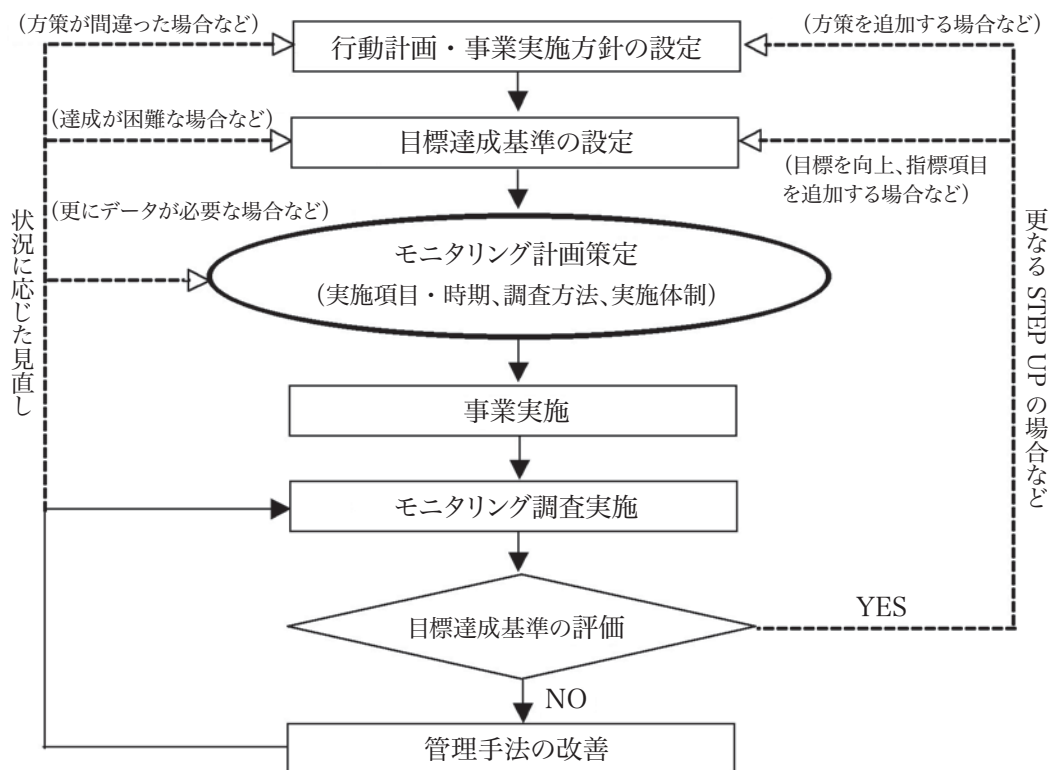 (方策が間違った場合など)
(方策を追加する場合など)
行動計画・事業実施方針の設定
(達成が困難な場合など)
目標達成基準の設定
(目標を向上、指標項目
を追加する場合など)
(更にデータが必要な場合など)
モニタリング計画策定
(実施項目・時期、調査方法、実施体制)
状況に応じた見直し
更なる STEP UP の場合など
事業実施
モニタリング調査実施
目標達成基準の評価
YES
NO
管理手法の改善